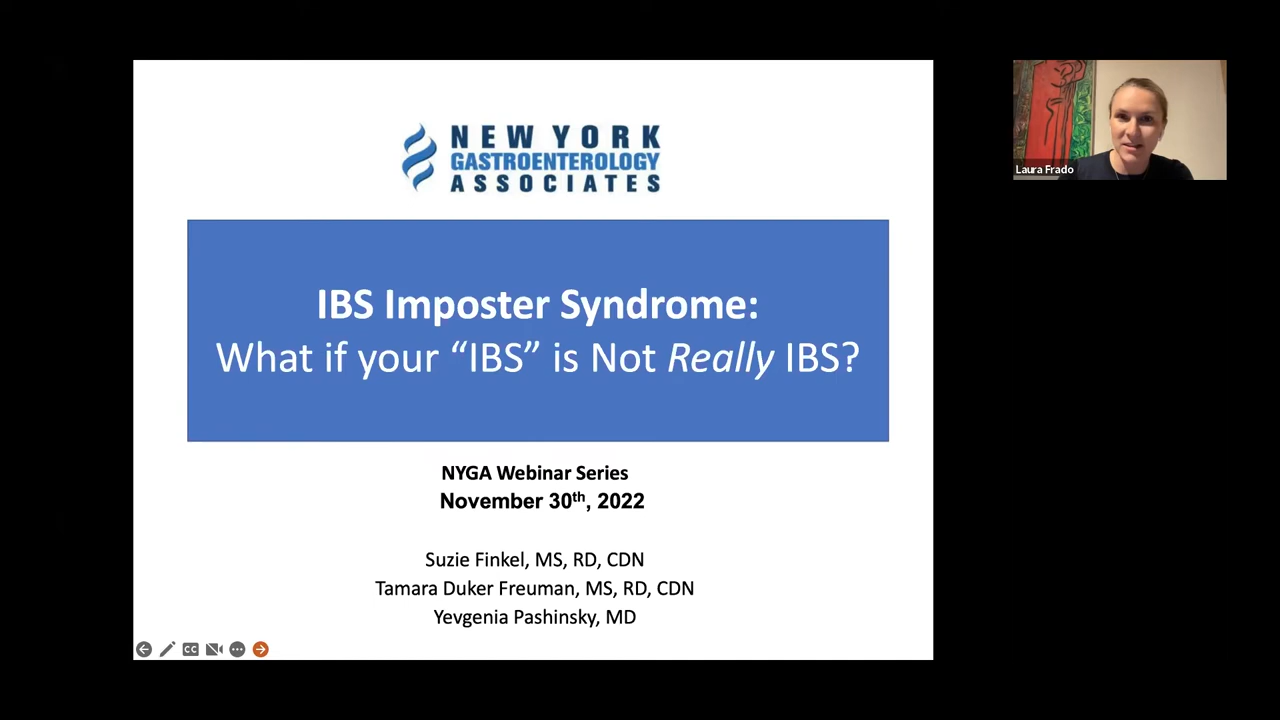 NEW YORK
GASTROENTEROLOGY
ASSOCIATES
IBS Imposter Syndrome:
What if your “IBS” is Not Really IBS?
NYGA Webinar Series
November 30th, 2022
Suzie Finkel, MS, RD, CDN
Tamara Duker Freuman, MS, RD, CDN
Yevgenia Pashinsky, MD
CC
Laura Frado